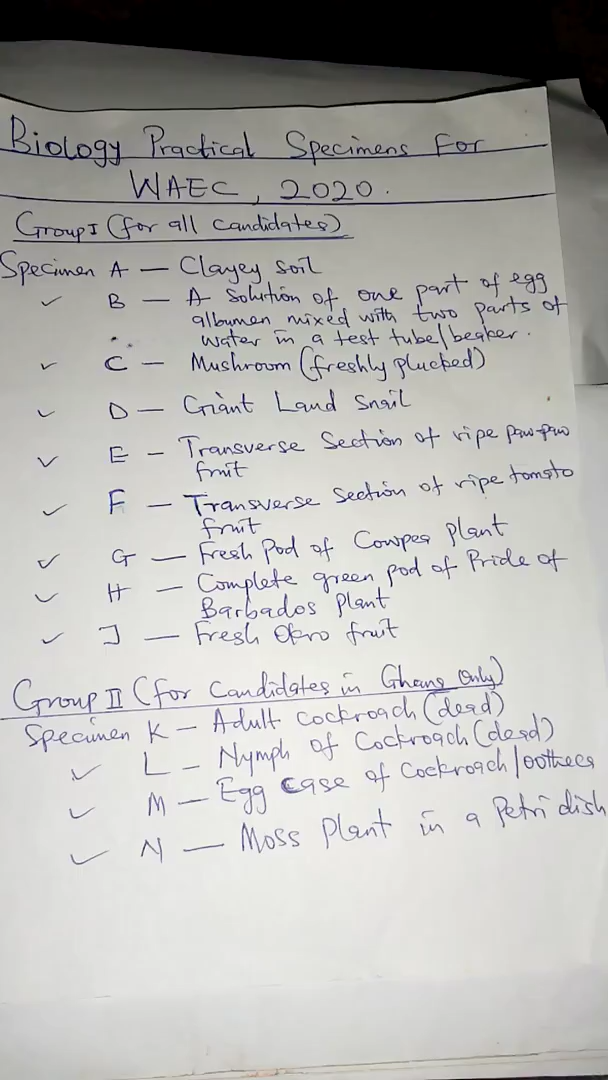 Biology Practical Specimens For
WAEC, 2020.
Group I (for all candidates)
Specimen A — Clayey soil
✓ B — A solution of one part of egg
albumen mixed with two parts of
water in a test tube/beaker.
✓ C — Mushroom (freshly plucked)
✓ D — Giant Land Snail
✓ E — Transverse Section of ripe paw-paw
fruit
✓ F — Transverse section of ripe tomato
fruit
✓ G — Fresh Pod of Cowpea plant
✓ H — Complete green pod of Pride of
Barbados plant
✓ J — Fresh Okro fruit
Group II (for Candidates in Ghana Only)
Specimen K — Adult cockroach (dead)
✓ L — Nymph of Cockroach (dead)
✓ M — Egg case of Cockroach/ootheca
✓ N — Moss plant in a Petri dish